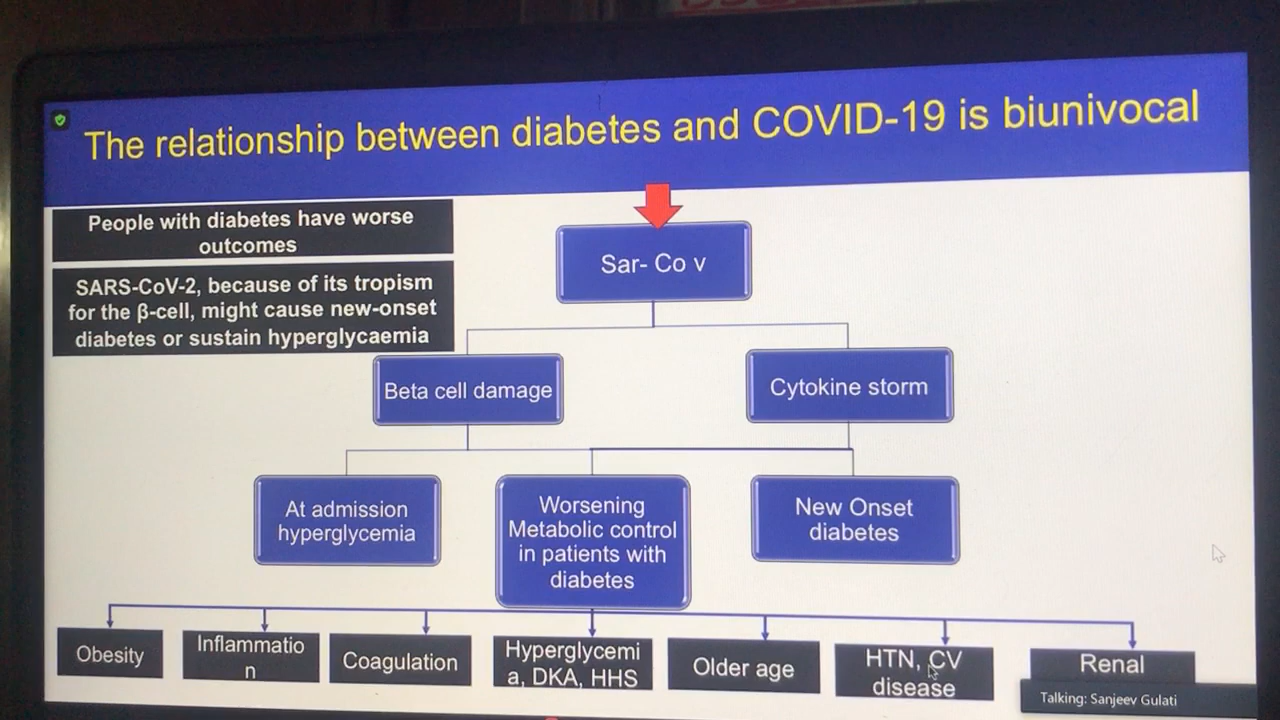 The relationship between diabetes and COVID-19 is biunivocal
People with diabetes have worse
outcomes
SARS-CoV-2, because of its tropism
for the β-cell, might cause new-onset
diabetes or sustain hyperglycaemia
Sar- Co v
Beta cell damage
Cytokine storm
At admission
hyperglycemia
Worsening
Metabolic control
in patients with
diabetes
New Onset
diabetes
Obesity
Inflammatio
n
Coagulation
Hyperglycemi
a, DKA, HHS
Older age
HTN, CV
disease
Renal
Talking: Sanjeev Gulati